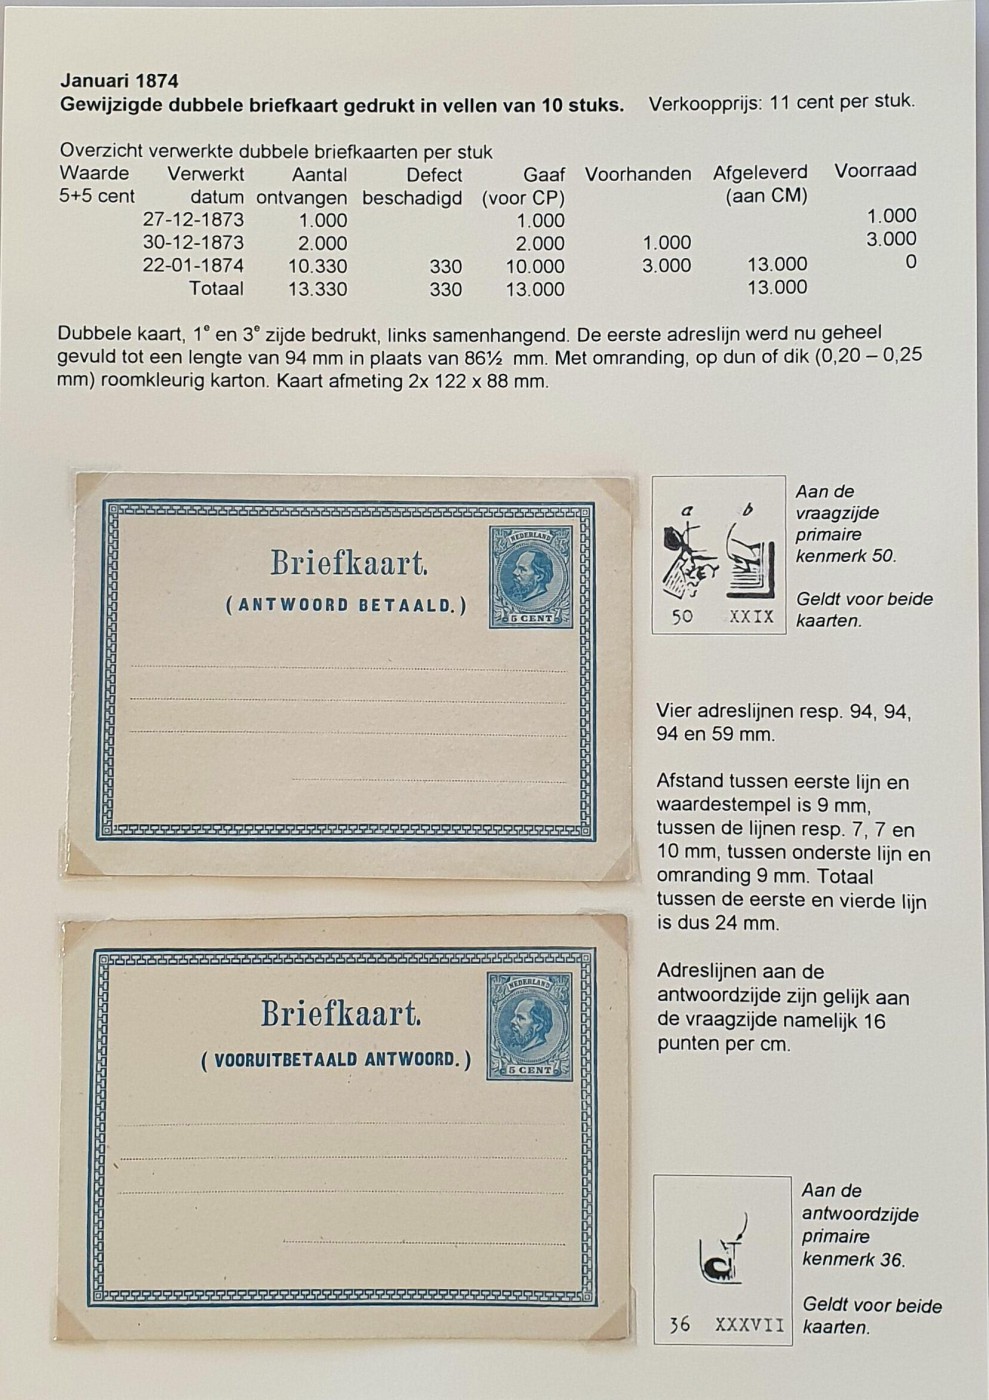 Januari 1874
Gewijzigde dubbele briefkaart gedrukt in vellen van 10 stuks. Verkoopprijs: 11 cent per stuk.
Overzicht verwerkte dubbele briefkaarten per stuk
Waarde Verwerkt Aantal Defect Gaaf Voorhanden Afgeleverd Voorraad
5+5 cent datum ontvangen beschadigd (voor CP) (aan CM)
27-12-1873 1.000 1.000 1.000
30-12-1873 2.000 2.000 1.000 3.000
22-01-1874 10.330 330 10.000 3.000 13.000 0
Totaal 13.330 330 13.000 13.000
Dubbele kaart, 1e en 3e zijde bedrukt, links samenhangend. De eerste adreslijn werd nu geheel
gevuld tot een lengte van 94 mm in plaats van 86½ mm. Met omranding, op dun of dik (0,20 – 0,25
mm) roomkleurig karton. Kaart afmeting 2x 122 x 88 mm.
NEDERLAND
Briefkaart.
(ANTWOORD BETAALD.)
5 CENT
a b
50 XXIX
Aan de
vraagzijde
primaire
kenmerk 50.
Geldt voor beide
kaarten.
Vier adreslijnen resp. 94, 94,
94 en 59 mm.
Afstand tussen eerste lijn en
waardestempel is 9 mm,
tussen de lijnen resp. 7, 7 en
10 mm, tussen onderste lijn en
omranding 9 mm. Totaal
tussen de eerste en vierde lijn
is dus 24 mm.
Adreslijnen aan de
antwoordzijde zijn gelijk aan
de vraagzijde namelijk 16
punten per cm.
NEDERLAND
Briefkaart.
(VOORUITBETAALD ANTWOORD.)
5 CENT
36 XXXVII
Aan de
antwoordzijde
primaire
kenmerk 36.
Geldt voor beide
kaarten.